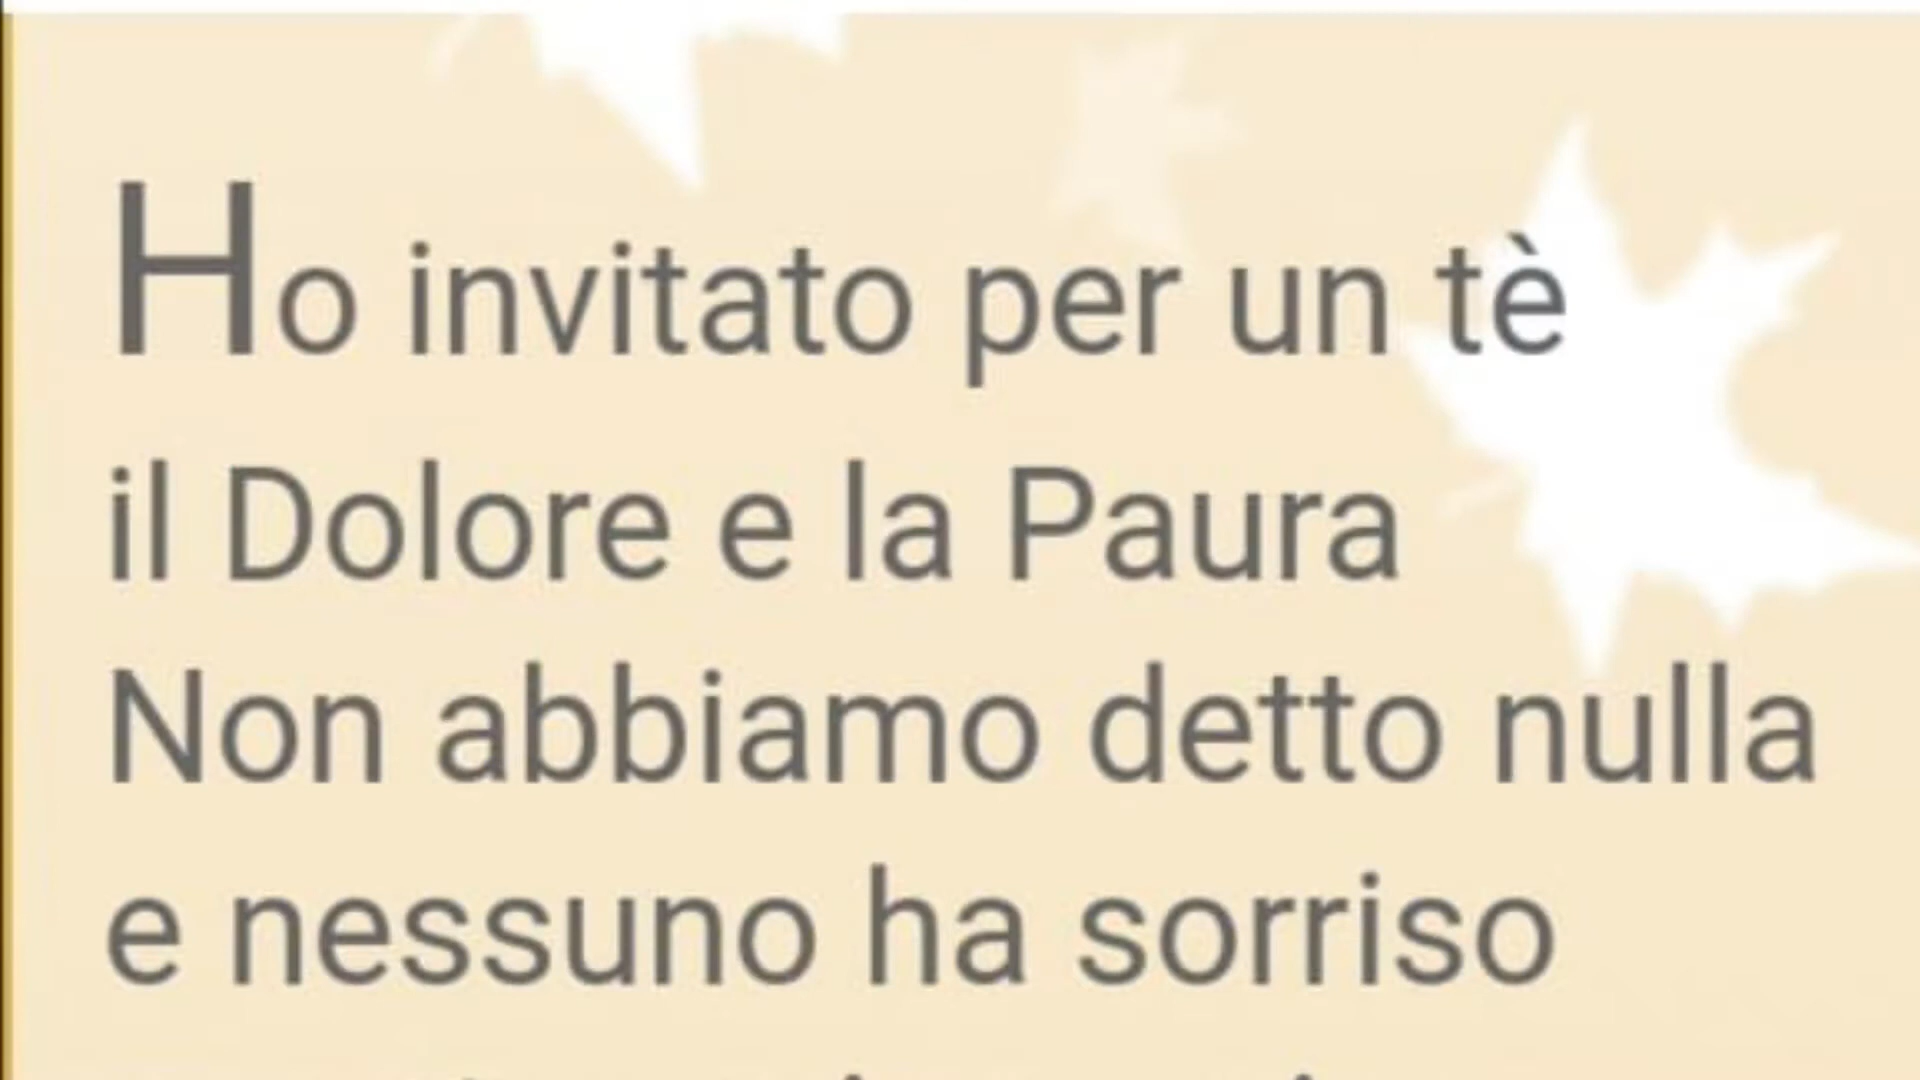 Ho invitato per un tè
il Dolore e la Paura
Non abbiamo detto nulla
e nessuno ha sorriso